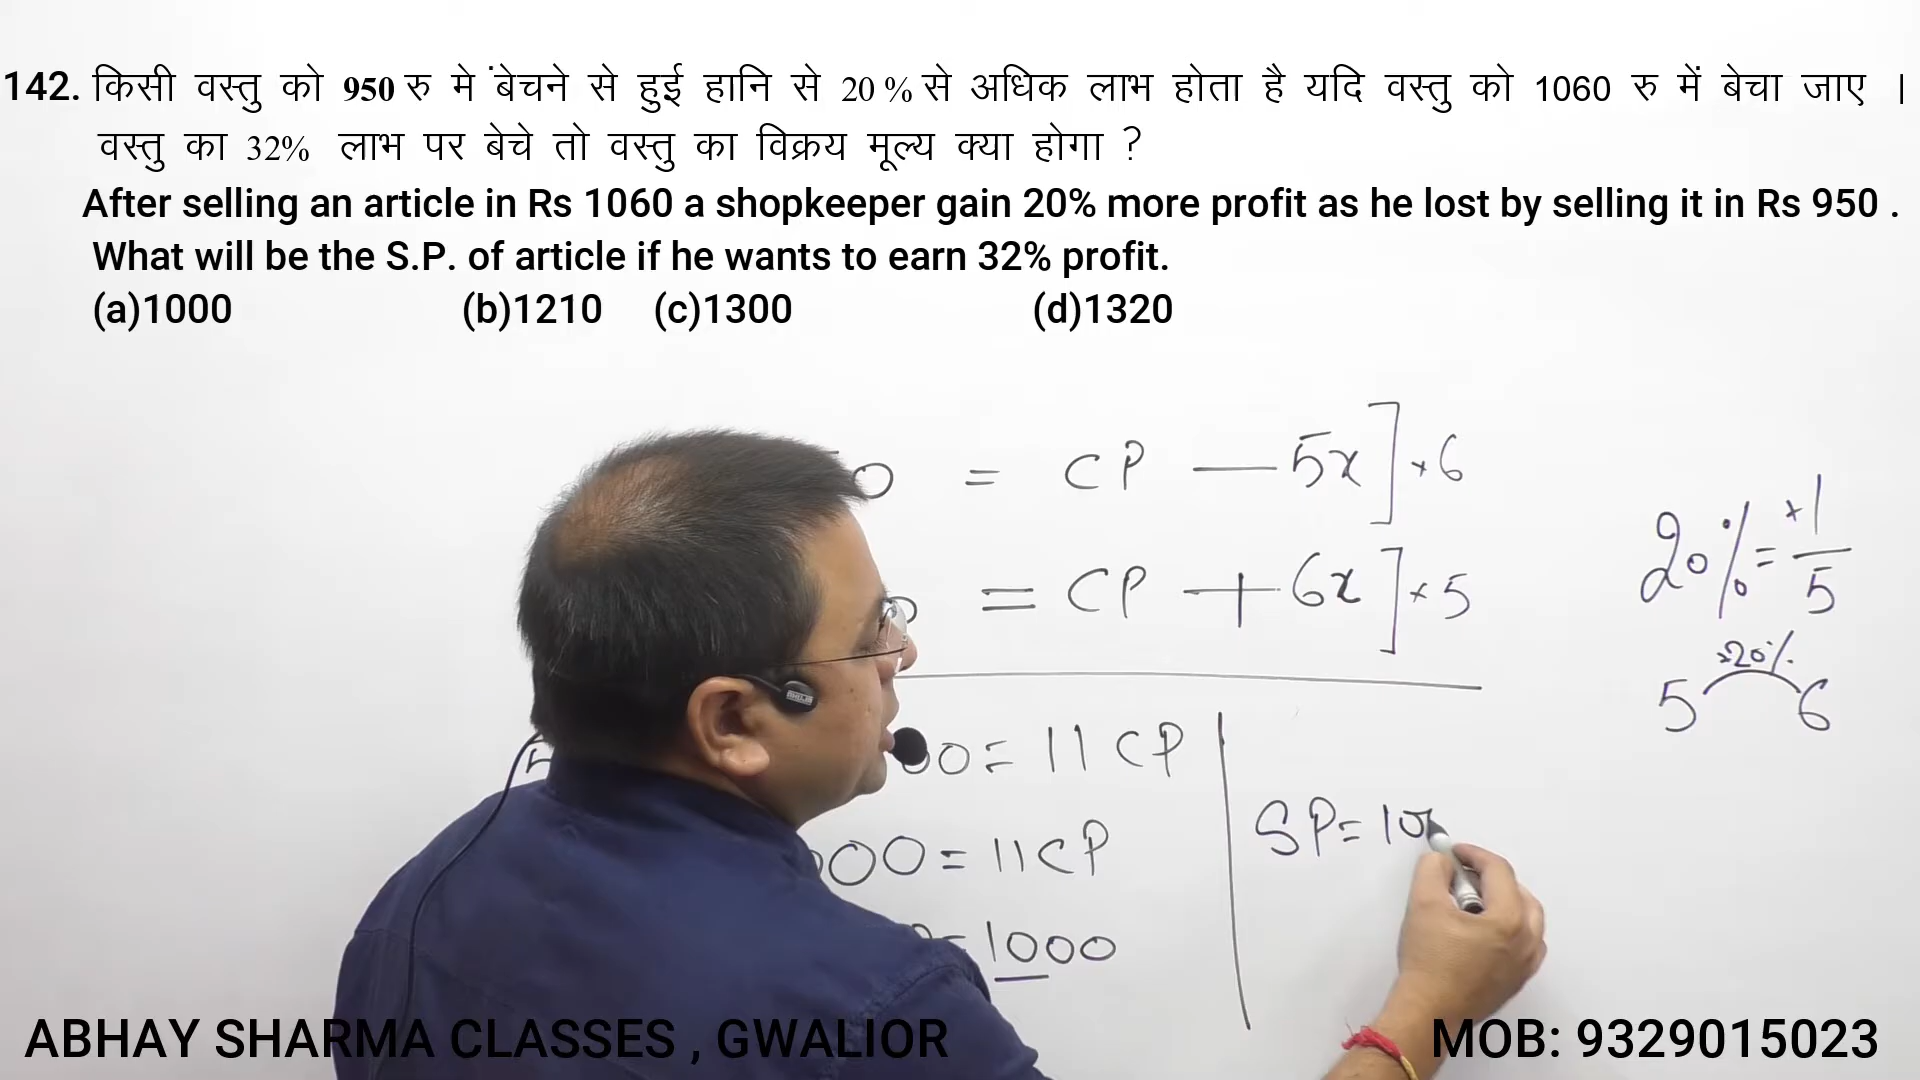 142. किसी वस्तु को 950 रु मे ंबेचने से हुई हानि से 20 % से अधिक लाभ होता है यदि वस्तु को 1060 रु में बेचा जाए ।
वस्तु का 32% लाभ पर बेचे तो वस्तु का विक्रय मूल्य क्या होगा ?
After selling an article in Rs 1060 a shopkeeper gain 20% more profit as he lost by selling it in Rs 950 .
What will be the S.P. of article if he wants to earn 32% profit.
(a)1000 (b)1210 (c)1300 (d)1320
= CP — 5x] × 6
= CP + 6x] × 5
20% = +1/5
+20%
5 6
00 = 11 CP
000 = 11CP
= 1000
SP = 10
ABHAY SHARMA CLASSES , GWALIOR
MOB: 9329015023